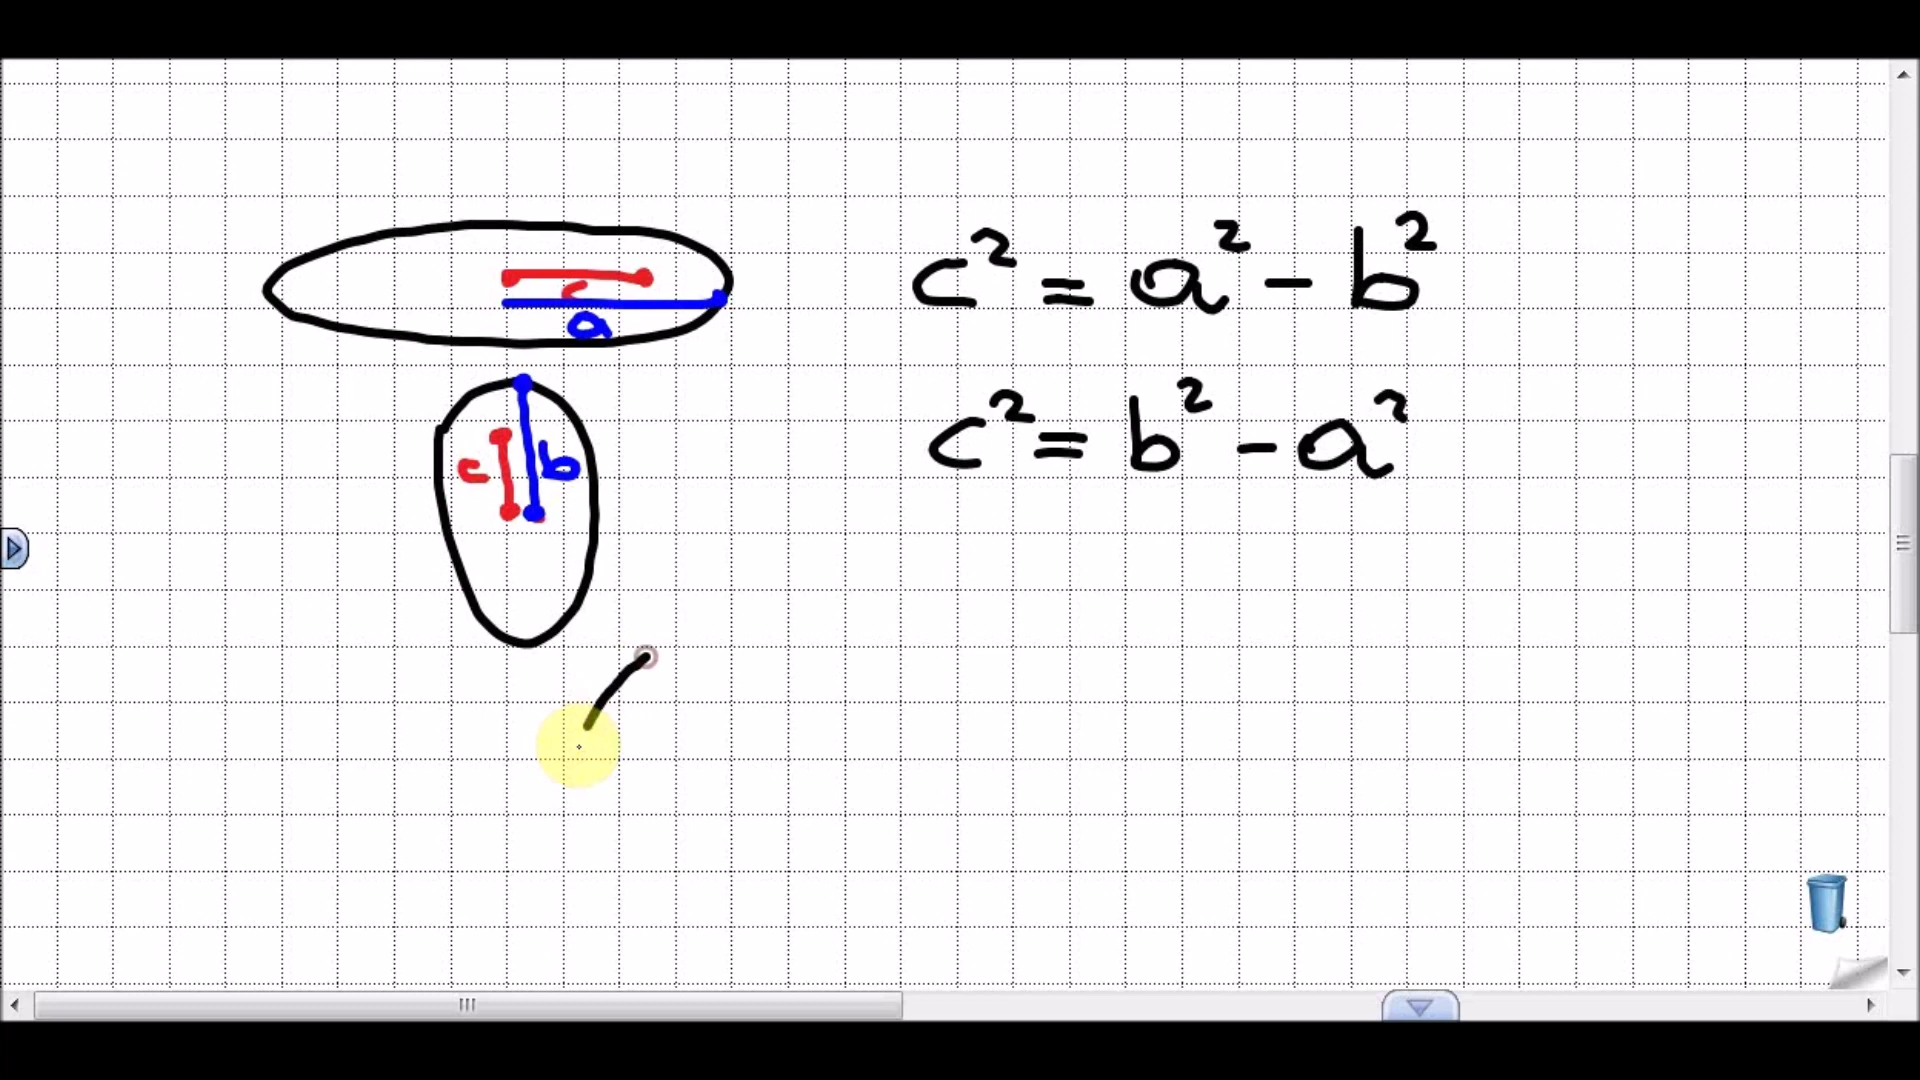 c
a
c² = a² - b²
c b
c² = b² - a²